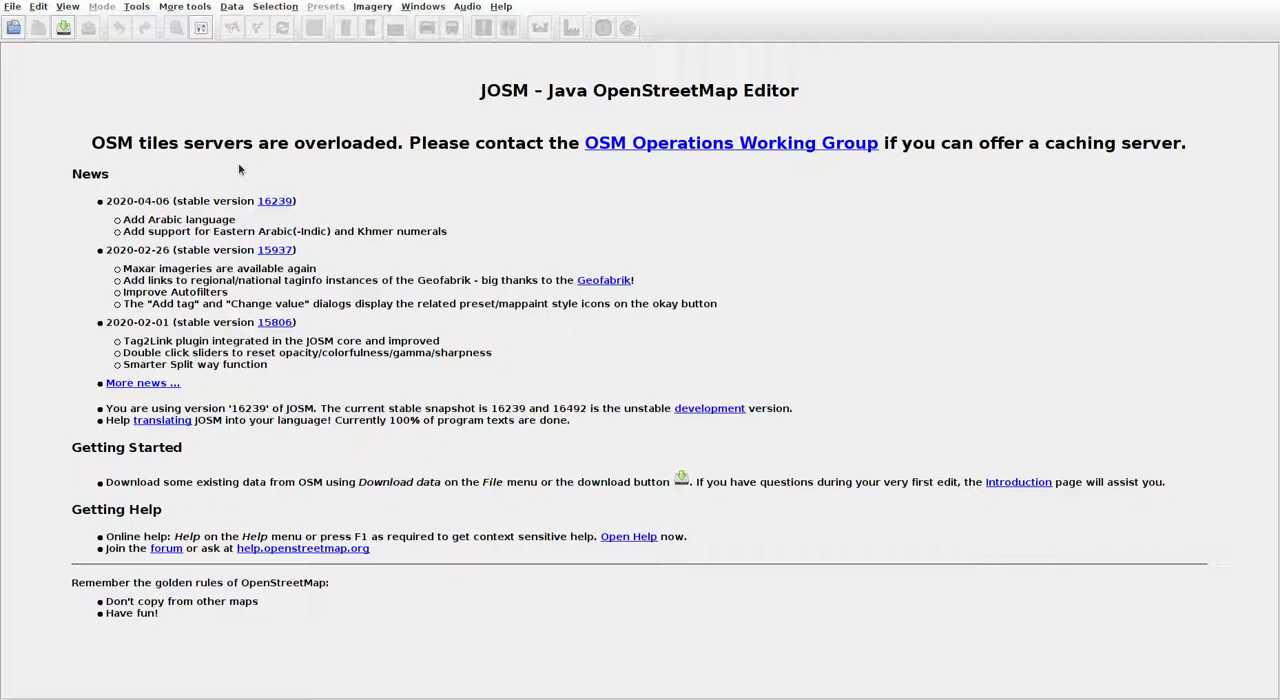 File Edit View Mode Tools More tools Data Selection Presets Imagery Windows Audio Help
JOSM – Java OpenStreetMap Editor
OSM tiles servers are overloaded. Please contact the OSM Operations Working Group if you can offer a caching server.
News
2020-04-06 (stable version 16239)
Add Arabic language
Add support for Eastern Arabic(-Indic) and Khmer numerals
2020-02-26 (stable version 15937)
Maxar imageries are available again
Add links to regional/national taginfo instances of the Geofabrik - big thanks to the Geofabrik!
Improve Autofilters
The "Add tag" and "Change value" dialogs display the related preset/mappaint style icons on the okay button
2020-02-01 (stable version 15806)
Tag2Link plugin integrated in the JOSM core and improved
Double click sliders to reset opacity/colorfulness/gamma/sharpness
Smarter Split way function
More news ...
You are using version '16239' of JOSM. The current stable snapshot is 16239 and 16492 is the unstable development version.
Help translating JOSM into your language! Currently 100% of program texts are done.
Getting Started
Download some existing data from OSM using Download data on the File menu or the download button . If you have questions during your very first edit, the Introduction page will assist you.
Getting Help
Online help: Help on the Help menu or press F1 as required to get context sensitive help. Open Help now.
Join the forum or ask at help.openstreetmap.org
Remember the golden rules of OpenStreetMap:
Don't copy from other maps
Have fun!